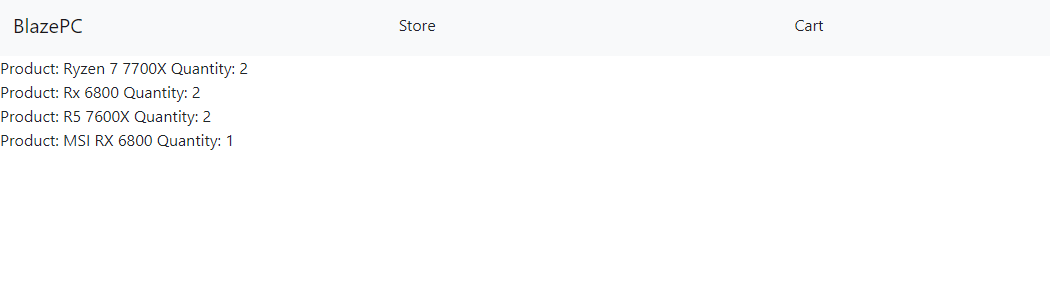 BlazePC Store Cart
Product: Ryzen 7 7700X Quantity: 2
Product: Rx 6800 Quantity: 2
Product: R5 7600X Quantity: 2
Product: MSI RX 6800 Quantity: 1